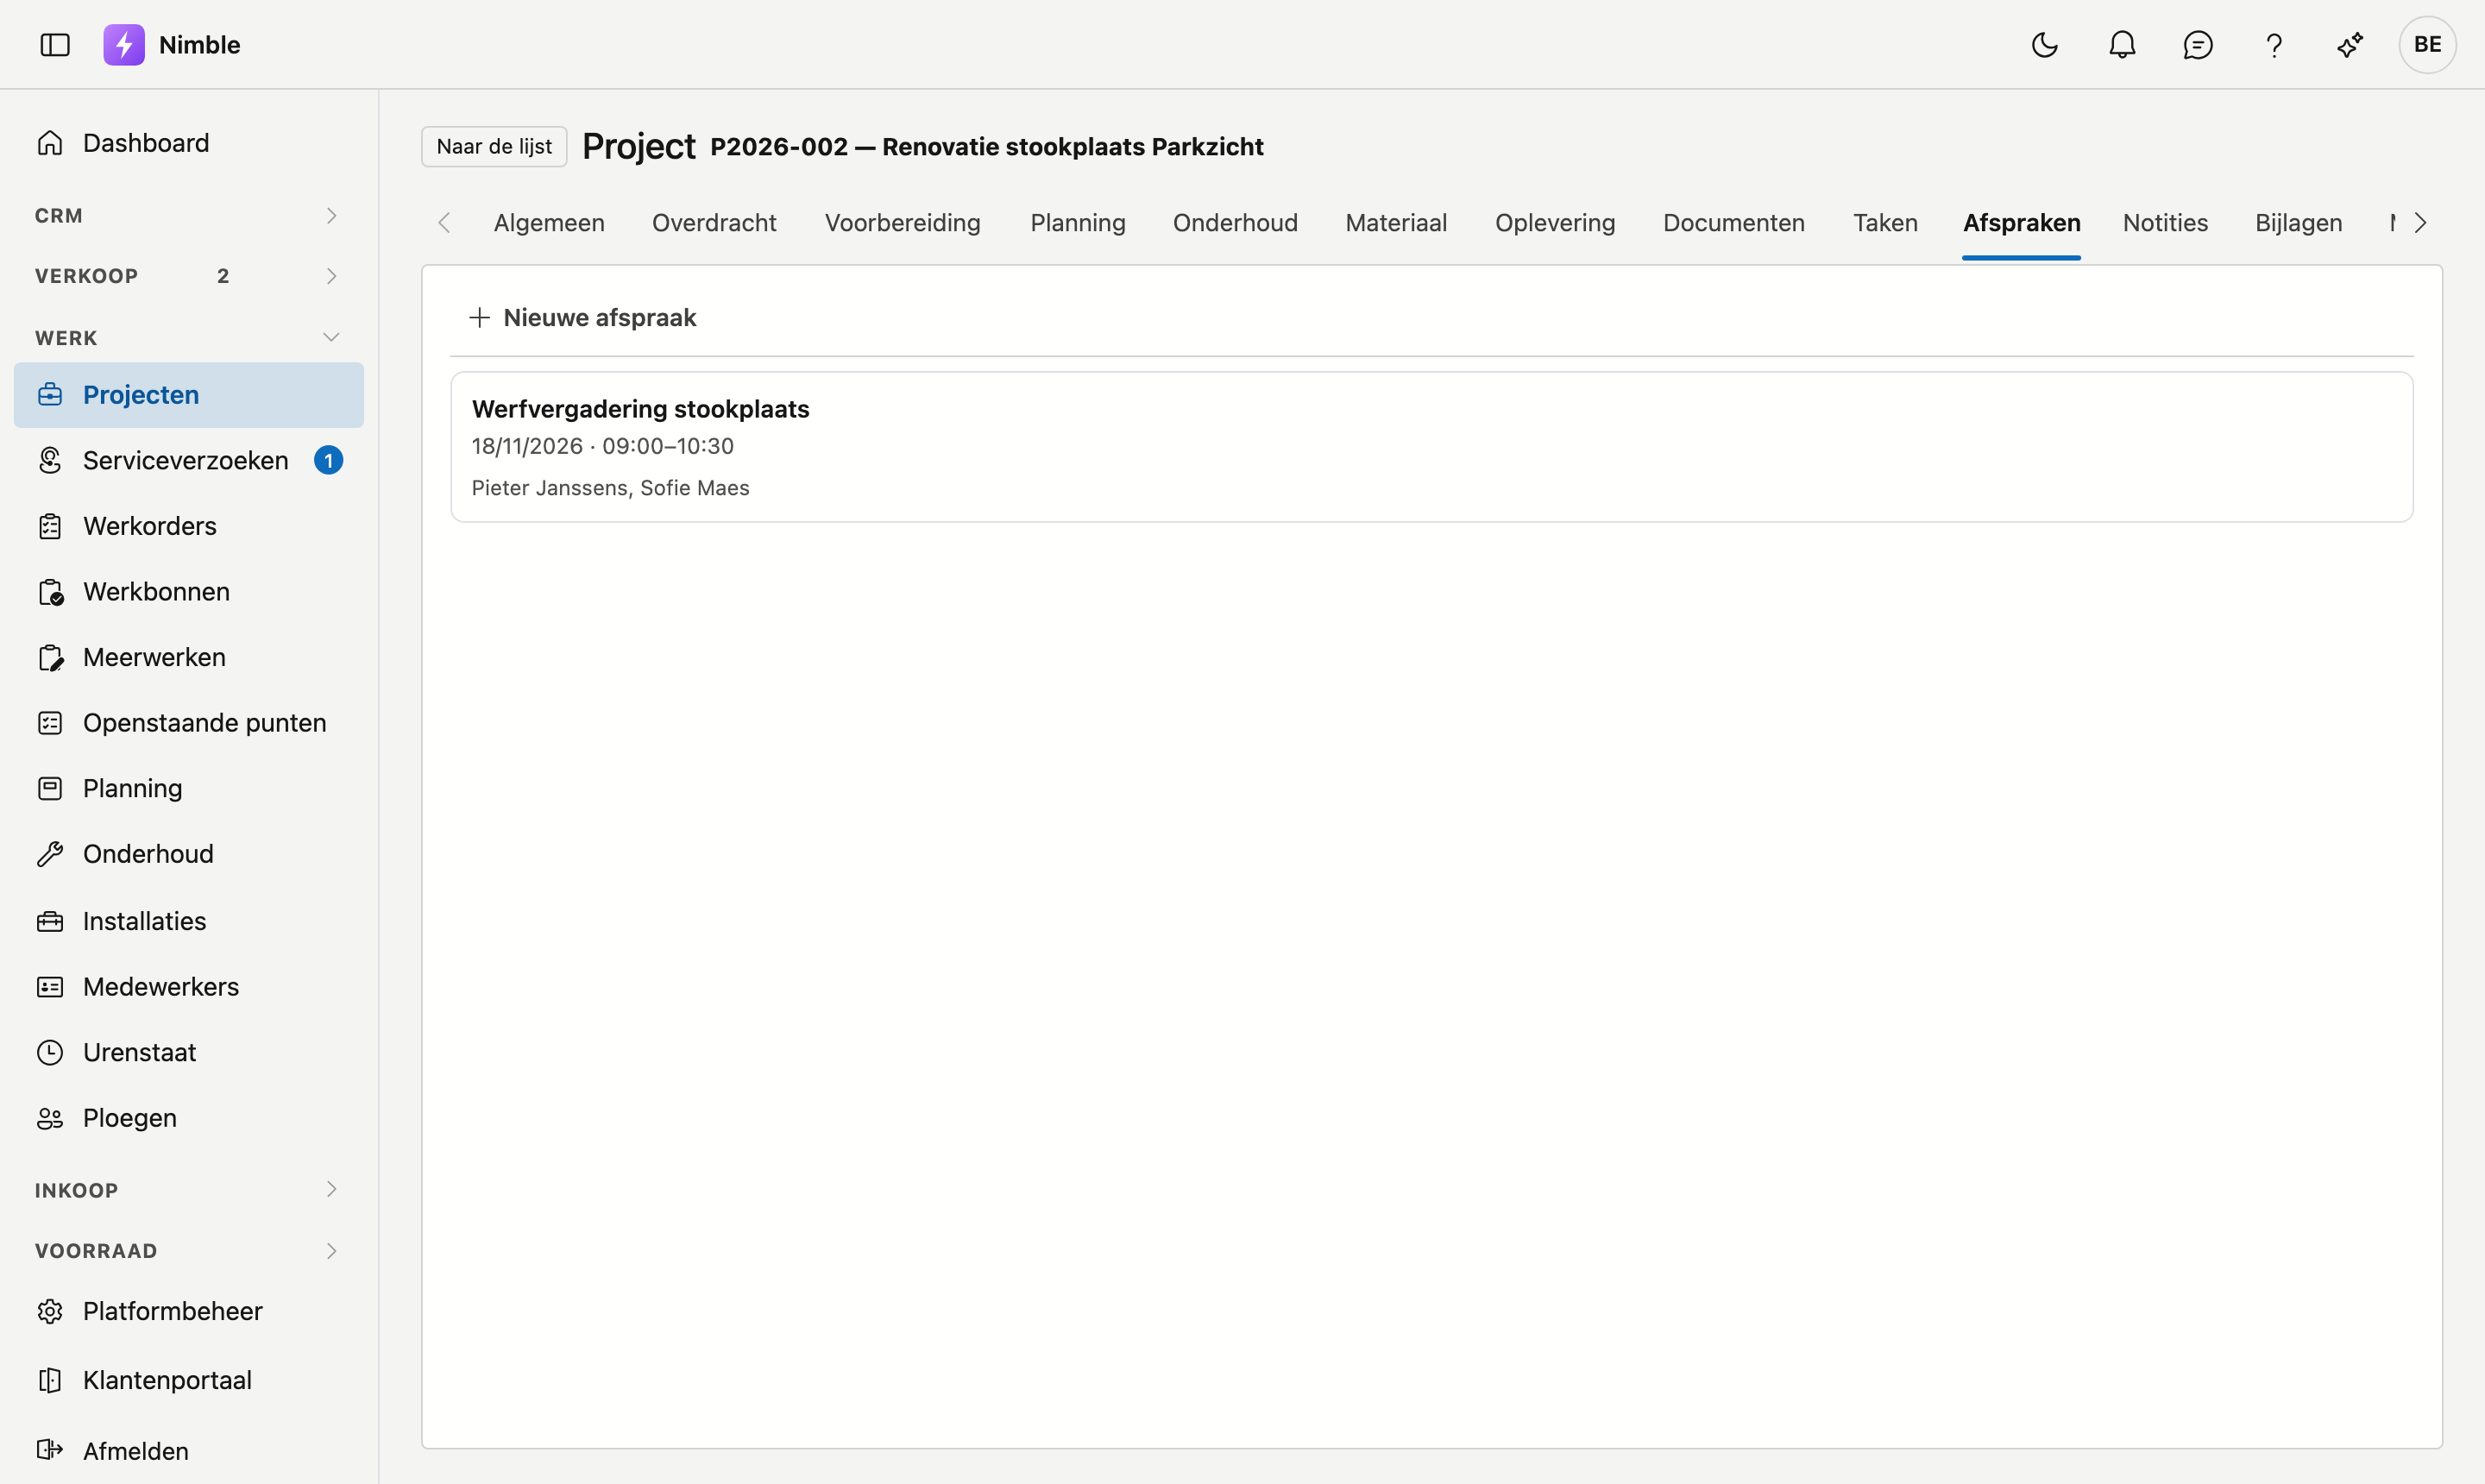 Nimble
BE
Dashboard
CRM
VERKOOP 2
WERK
Projecten
Serviceverzoeken 1
Werkorders
Werkbonnen
Meerwerken
Openstaande punten
Planning
Onderhoud
Installaties
Medewerkers
Urenstaat
Ploegen
INKOOP
VOORRAAD
Platformbeheer
Klantenportaal
Afmelden
Naar de lijst Project P2026-002 — Renovatie stookplaats Parkzicht
Algemeen Overdracht Voorbereiding Planning Onderhoud Materiaal Oplevering Documenten Taken Afspraken Notities Bijlagen
Nieuwe afspraak
Werfvergadering stookplaats
18/11/2026 · 09:00–10:30
Pieter Janssens, Sofie Maes